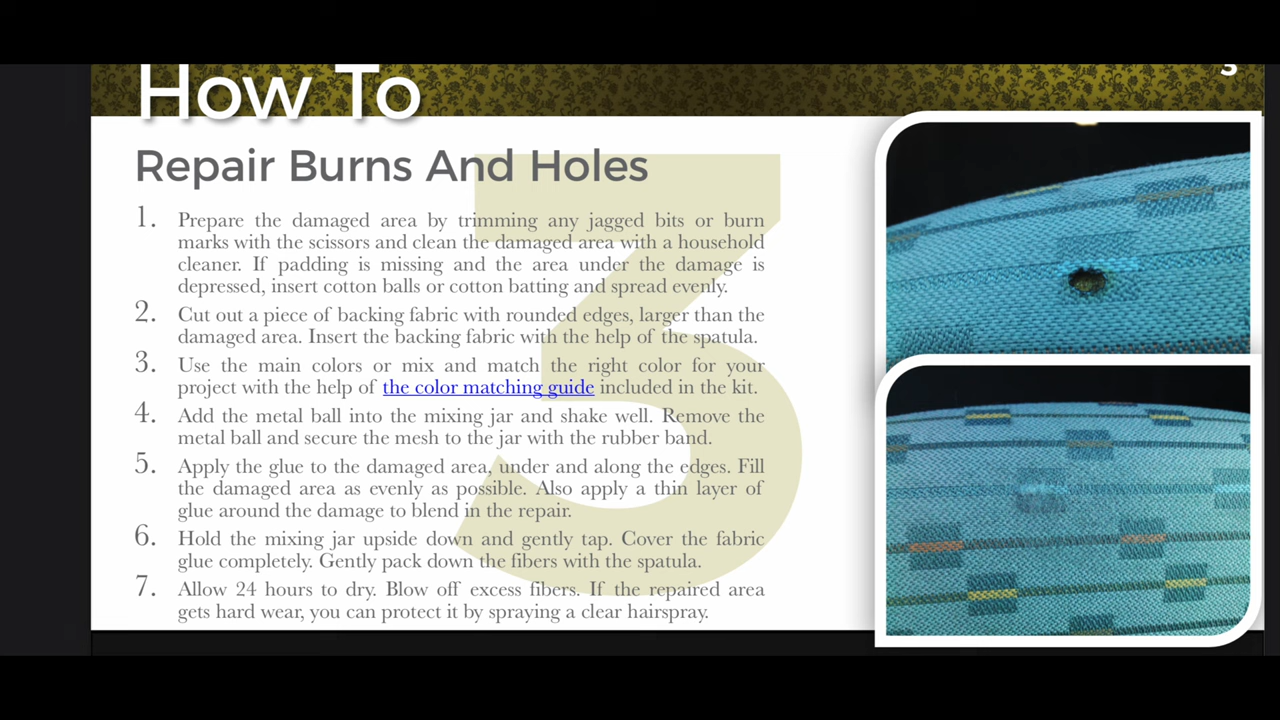 How To
3
Repair Burns And Holes
1. Prepare the damaged area by trimming any jagged bits or burn
marks with the scissors and clean the damaged area with a household
cleaner. If padding is missing and the area under the damage is
depressed, insert cotton balls or cotton batting and spread evenly.
2. Cut out a piece of backing fabric with rounded edges, larger than the
damaged area. Insert the backing fabric with the help of the spatula.
3. Use the main colors or mix and match the right color for your
project with the help of the color matching guide included in the kit.
4. Add the metal ball into the mixing jar and shake well. Remove the
metal ball and secure the mesh to the jar with the rubber band.
5. Apply the glue to the damaged area, under and along the edges. Fill
the damaged area as evenly as possible. Also apply a thin layer of
glue around the damage to blend in the repair.
6. Hold the mixing jar upside down and gently tap. Cover the fabric
glue completely. Gently pack down the fibers with the spatula.
7. Allow 24 hours to dry. Blow off excess fibers. If the repaired area
gets hard wear, you can protect it by spraying a clear hairspray.
3